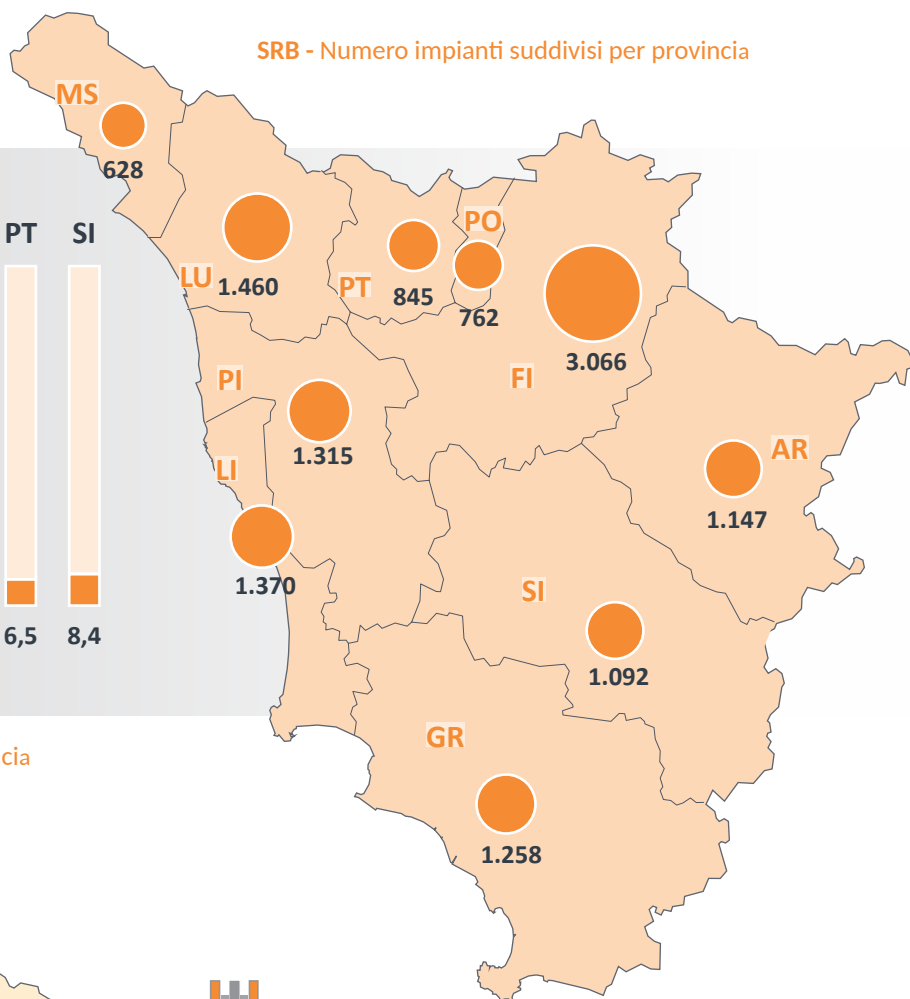 SRB - Numero impianti suddivisi per provincia
MS
628
PT SI
LU 1.460
PT
845
PO
762
3.066
PI
FI
1.315
LI
AR
1.147
1.370
SI
6,5 8,4
1.092
GR
cia
1.258